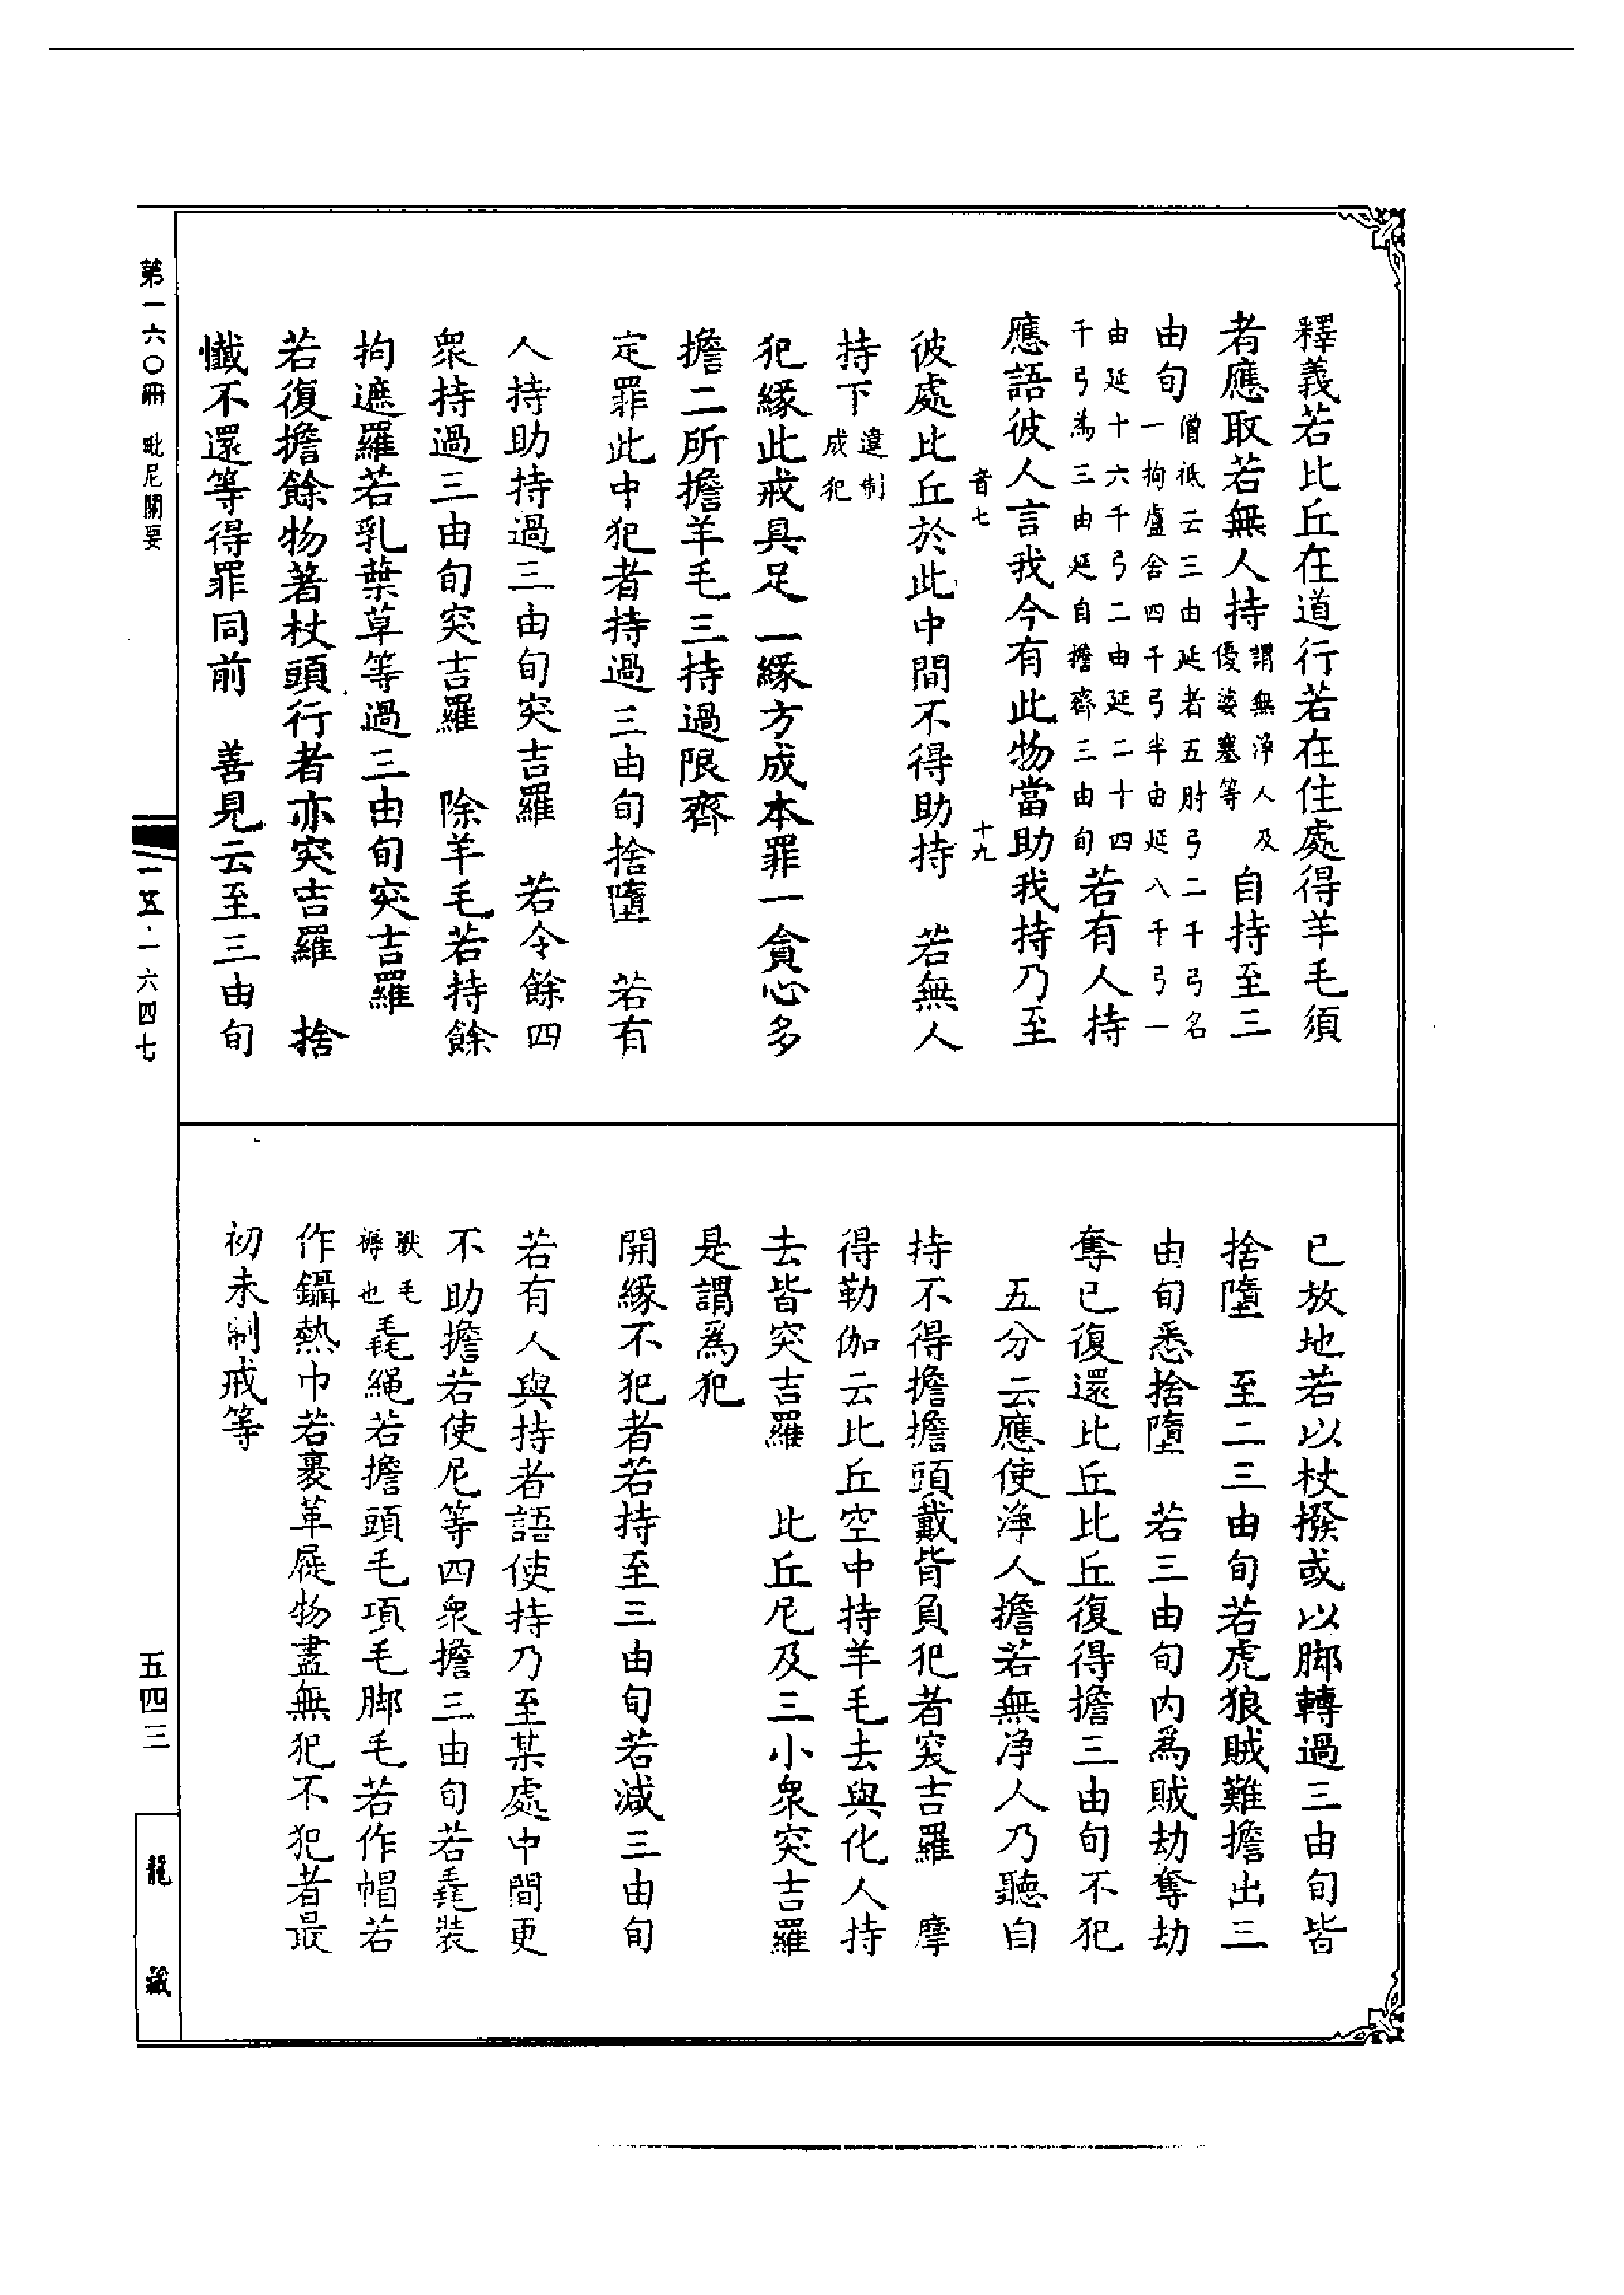 釋義若比丘在道行若在住處得羊毛須
者應取若無人持謂無淨人及優婆塞等自持至三
由旬僧祇云三由延者五肘弓二千弓名一拘盧舍四千弓半由延八千弓一
由延十六千弓二由延二十四千弓為三由延自擔齊三由旬若有人持
應語彼人言我今有此物當助我持乃至
音七 十九
彼處比丘於此中間不得助持 若無人
持下違制成犯
犯緣此戒具足二緣方成本罪一貪心多
擔二所擔羊毛三持過限齊
定罪此中犯者持過三由旬捨墮 若有
人持助持過三由旬突吉羅 若令餘四
眾持過三由旬突吉羅 除羊毛若持餘
拘遮羅若乳葉草等過三由旬突吉羅
若復擔餘物著杖頭行者亦突吉羅 捨
懺不還等得罪同前 善見云至三由旬
已放地若以杖撥或以脚轉過三由旬皆
捨墮 至二三由旬若虎狼賊難擔出三
由旬悉捨墮 若三由旬內為賊劫奪劫
奪已復還比丘比丘復得擔三由旬不犯
五分云應使淨人擔若無淨人乃聽自
持不得擔擔頭戴背負犯者突吉羅 摩
得勒伽云比丘空中持羊毛去與化人持
去皆突吉羅 比丘尼及三小眾突吉羅
是謂為犯
開緣不犯者若持至三由旬若減三由旬
若有人與持者語使持乃至某處中間更
不助擔若使尼等四眾擔三由旬若毳裝
獸毛褥也毳繩若擔頭毛項毛脚毛若作帽若
作鑷熱巾若裹革屣物盡無犯不犯者最
初未制戒等
第一六〇冊 毗尼關要
一五·一六四七
五四三
龍藏